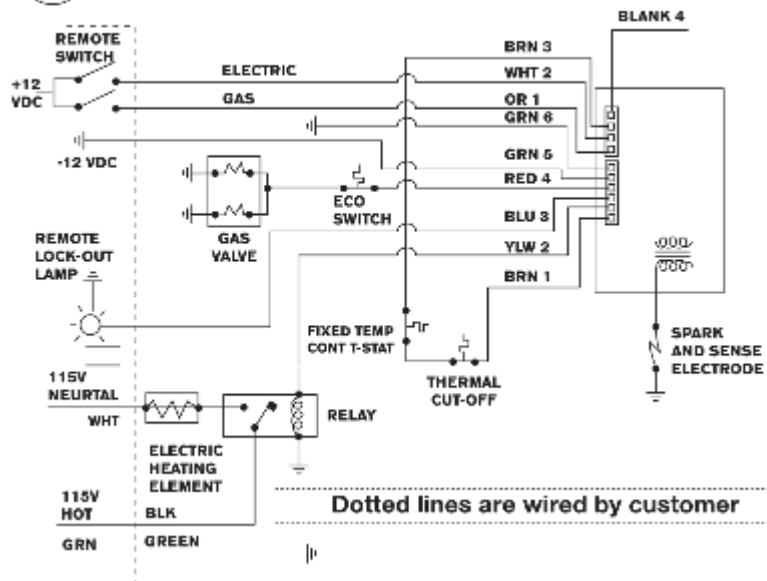 BLANK 4
REMOTE
SWITCH
BRN 3
+12
VDC
ELECTRIC
WHT 2
GAS
OR 1
GRN 6
-12 VDC
GRN 5
RED 4
ECO
SWITCH
GAS
VALVE
BLU 3
REMOTE
LOCK-OUT
LAMP
YLW 2
BRN 1
FIXED TEMP
CONT T-STAT
SPARK
AND SENSE
ELECTRODE
THERMAL
CUT-OFF
115V
NEURTAL
WHT
RELAY
ELECTRIC
HEATING
ELEMENT
115V
HOT
BLK
Dotted lines are wired by customer
GRN
GREEN